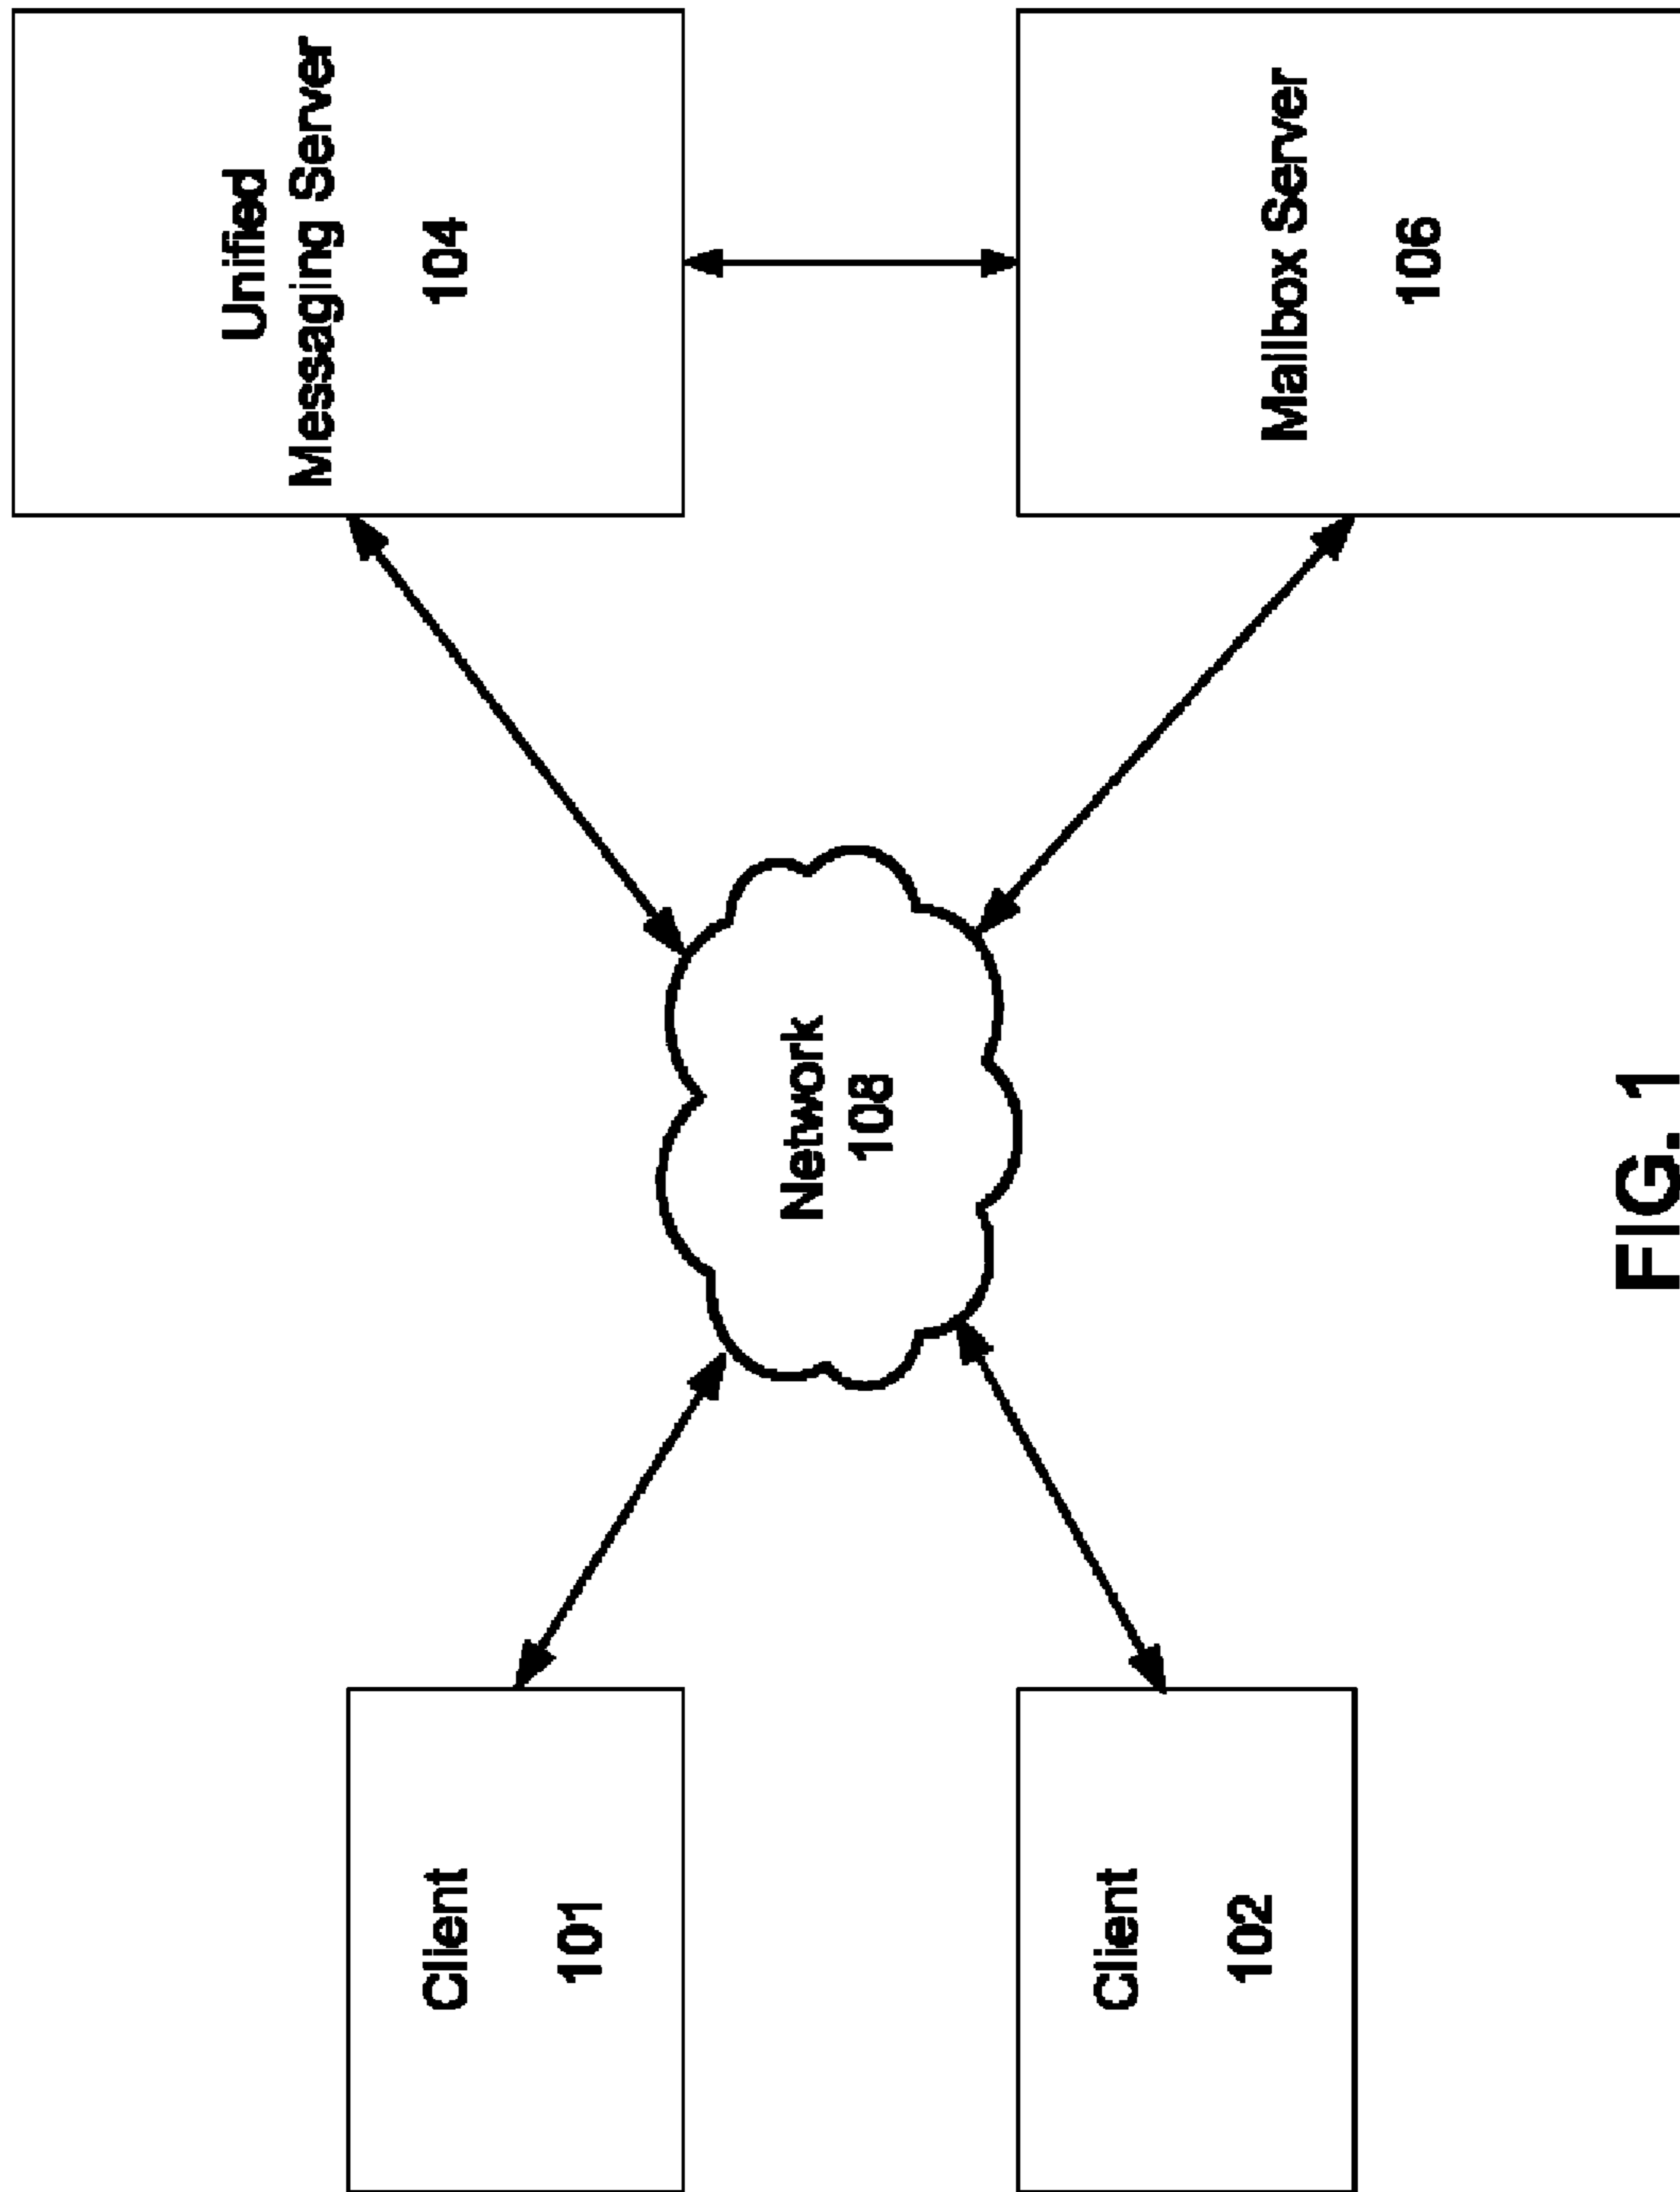 Unified
Messaging Server
104
Mailbox Server
106
Network
108
Client
101
Client
102
FIG. 1